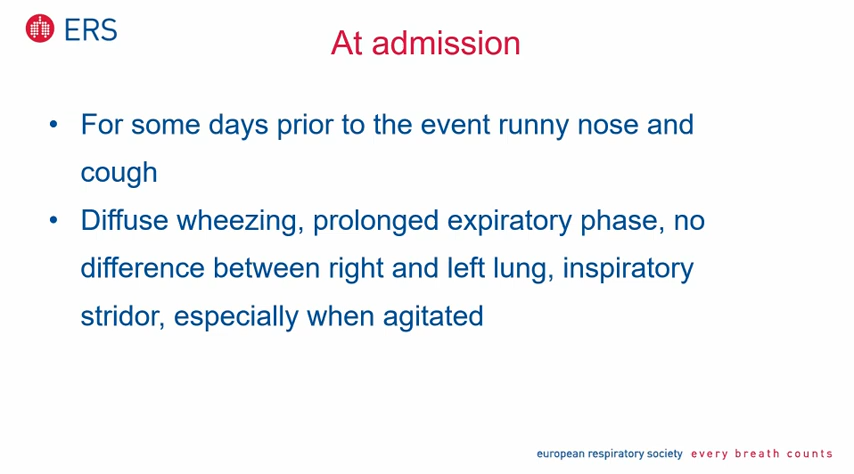 ERS
At admission
• For some days prior to the event runny nose and
cough
• Diffuse wheezing, prolonged expiratory phase, no
difference between right and left lung, inspiratory
stridor, especially when agitated
european respiratory society every breath counts